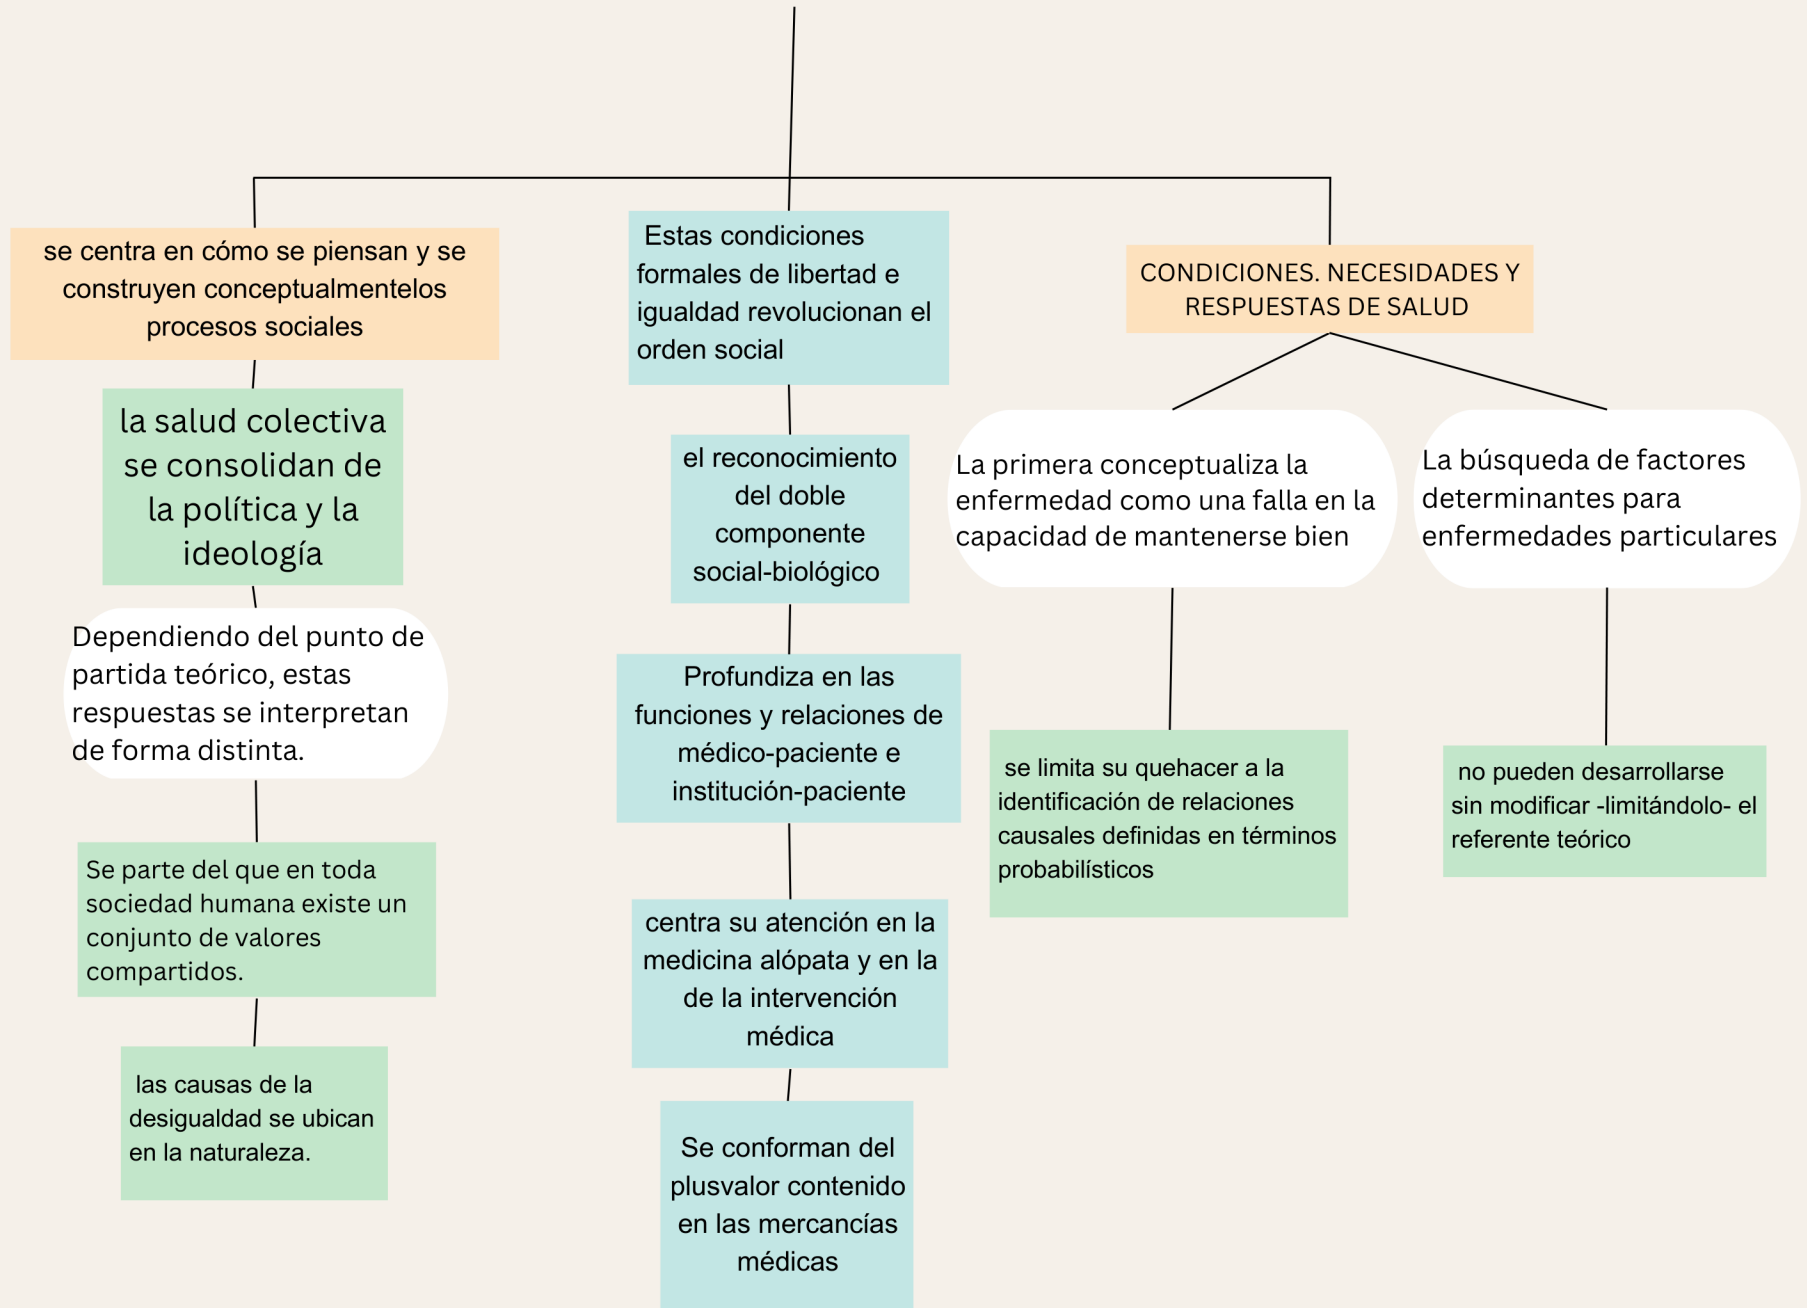 se centra en cómo se piensan y se
construyen conceptualmentelos
procesos sociales
la salud colectiva
se consolidan de
la política y la
ideología
Dependiendo del punto de
partida teórico, estas
respuestas se interpretan
de forma distinta.
Se parte del que en toda
sociedad humana existe un
conjunto de valores
compartidos.
las causas de la
desigualdad se ubican
en la naturaleza.
Estas condiciones
formales de libertad e
igualdad revolucionan el
orden social
el reconocimiento
del doble
componente
social-biológico
Profundiza en las
funciones y relaciones de
médico-paciente e
institución-paciente
centra su atención en la
medicina alópata y en la
de la intervención
médica
Se conforman del
plusvalor contenido
en las mercancías
médicas
CONDICIONES. NECESIDADES Y
RESPUESTAS DE SALUD
La primera conceptualiza la
enfermedad como una falla en la
capacidad de mantenerse bien
se limita su quehacer a la
identificación de relaciones
causales definidas en términos
probabilísticos
La búsqueda de factores
determinantes para
enfermedades particulares
no pueden desarrollarse
sin modificar -limitándolo- el
referente teórico